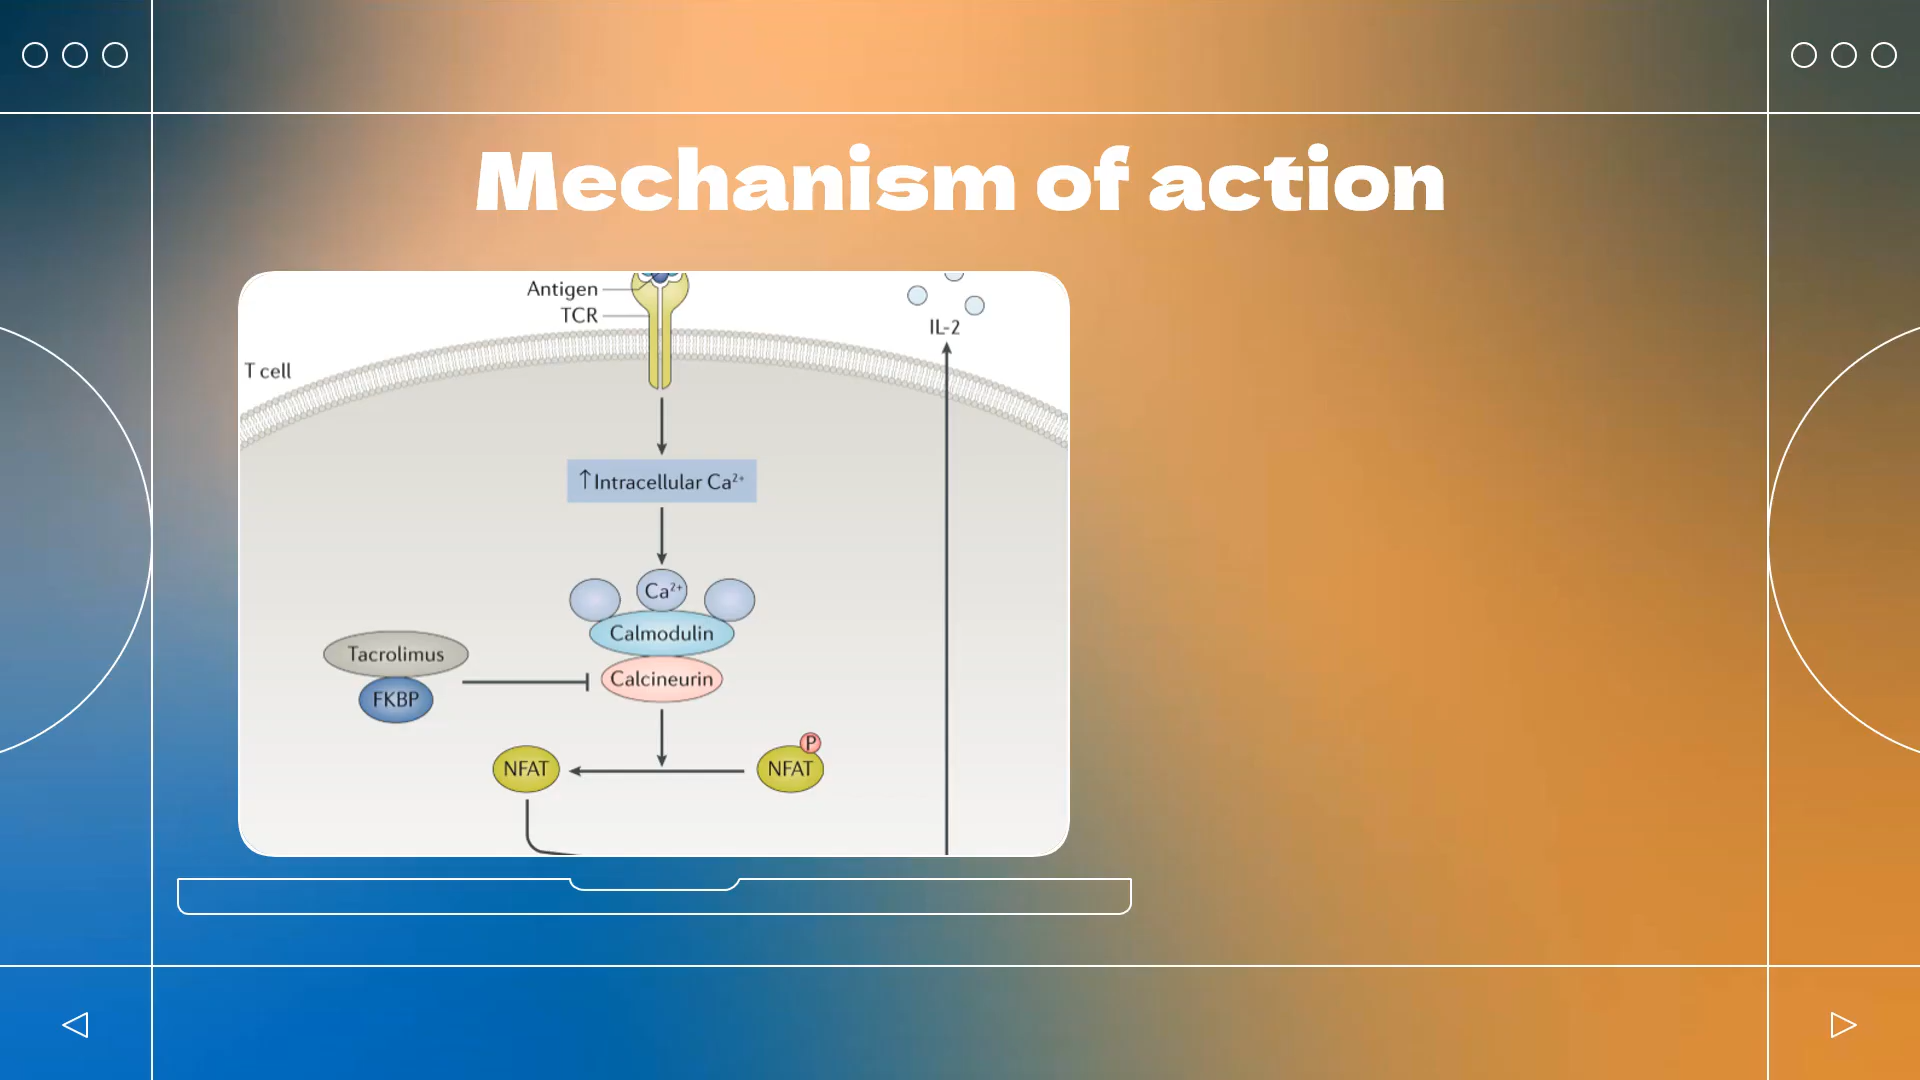 Mechanism of action
Antigen
TCR
IL-2
T cell
↑Intracellular Ca²⁺
Ca²⁺
Calmodulin
Tacrolimus
Calcineurin
FKBP
P
NFAT
NFAT